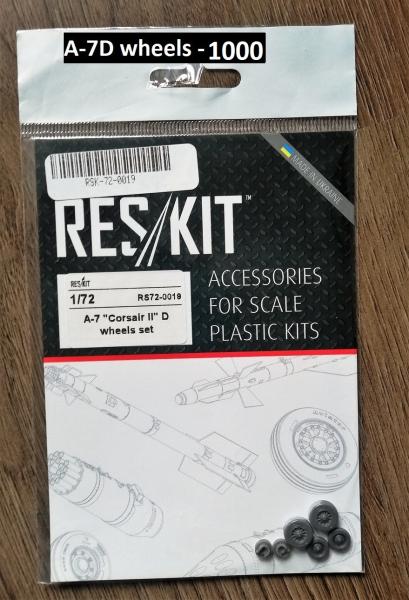 A-7D wheels - 1000
RSK-72-0019
MADE IN UKRAINE
RES/KIT™
RES/KIT
1/72 RS72-0019
A-7 "Corsair II" D
wheels set
ACCESSORIES
FOR SCALE
PLASTIC KITS